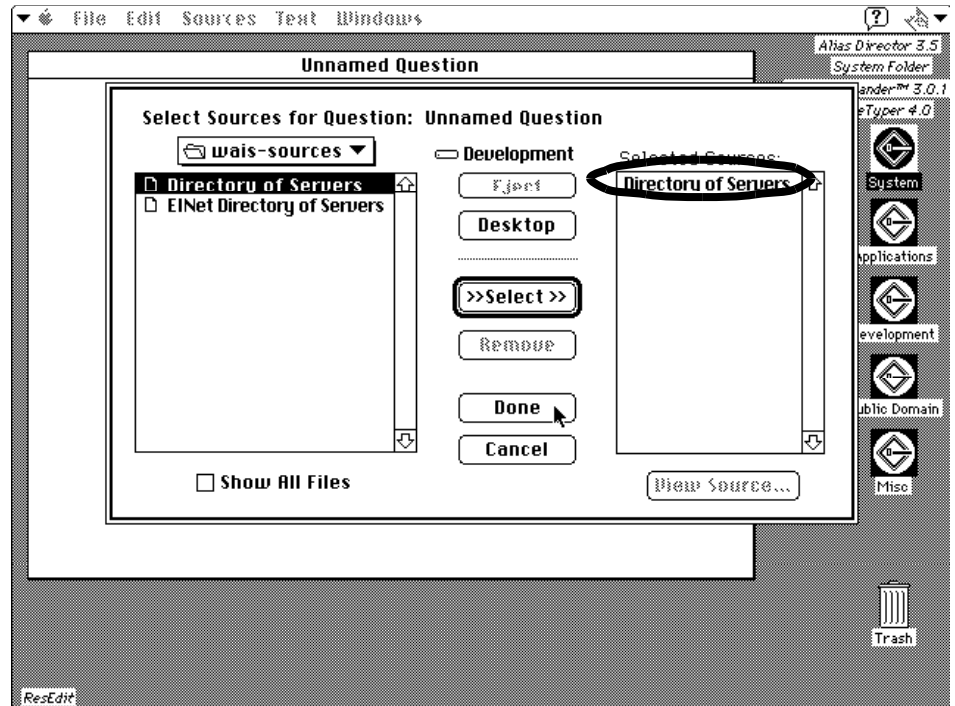 File Edit Sources Text Windows
Alias Director 3.5
System Folder
ander™ 3.0.1
eTyper 4.0
Unnamed Question
Select Sources for Question: Unnamed Question
wais-sources
Development
Selected Sources:
Directory of Servers
EINet Directory of Servers
Eject
Desktop
>>Select >>
Remove
Done
Cancel
Directory of Servers
Show All Files
View Source...
System
Applications
evelopment
ublic Domain
Misc
Trash
ResEdit